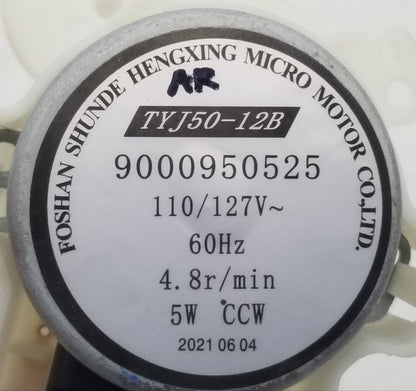 FOSHAN SHUNDE HENGXING MICRO MOTOR CO.,LTD.
AR
TYJ50-12B
9000950525
110/127V~
60Hz
4.8r/min
5W CCW
2021 06 04